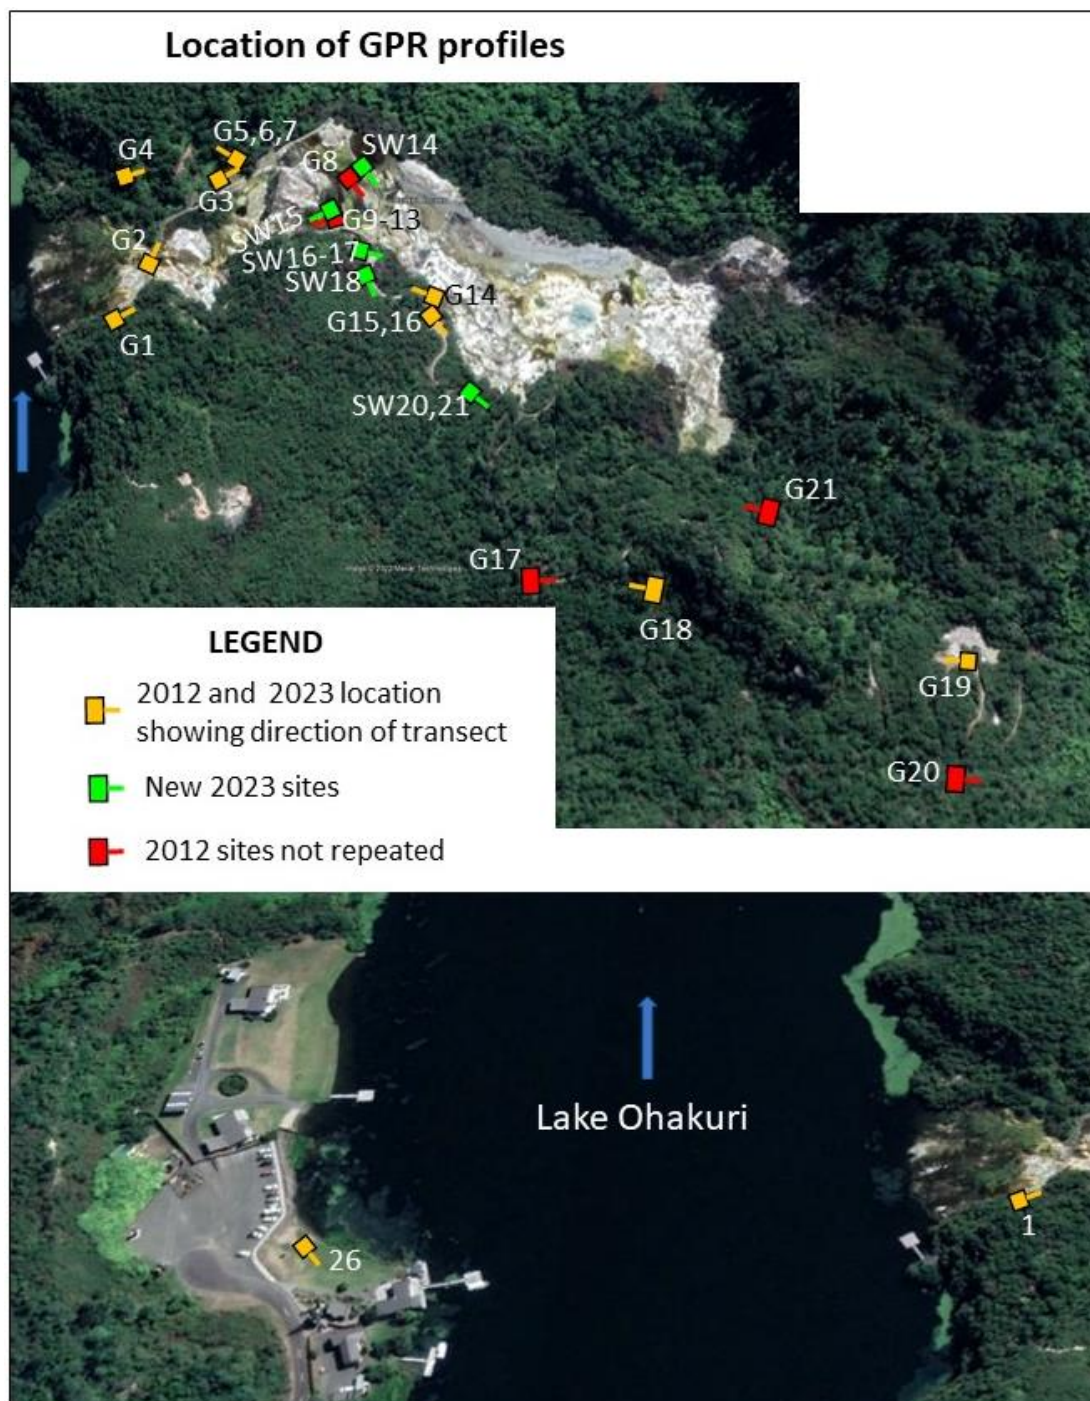 Location of GPR profiles
G5,6,7
SW14
G4
G8
G3
SW15
G9-13
G2
SW16-17
SW18
G14
G15,16
G1
SW20,21
G21
G17
G18
G19
G20
LEGEND
2012 and 2023 location
showing direction of transect
New 2023 sites
2012 sites not repeated
Lake Ohakuri
1
26